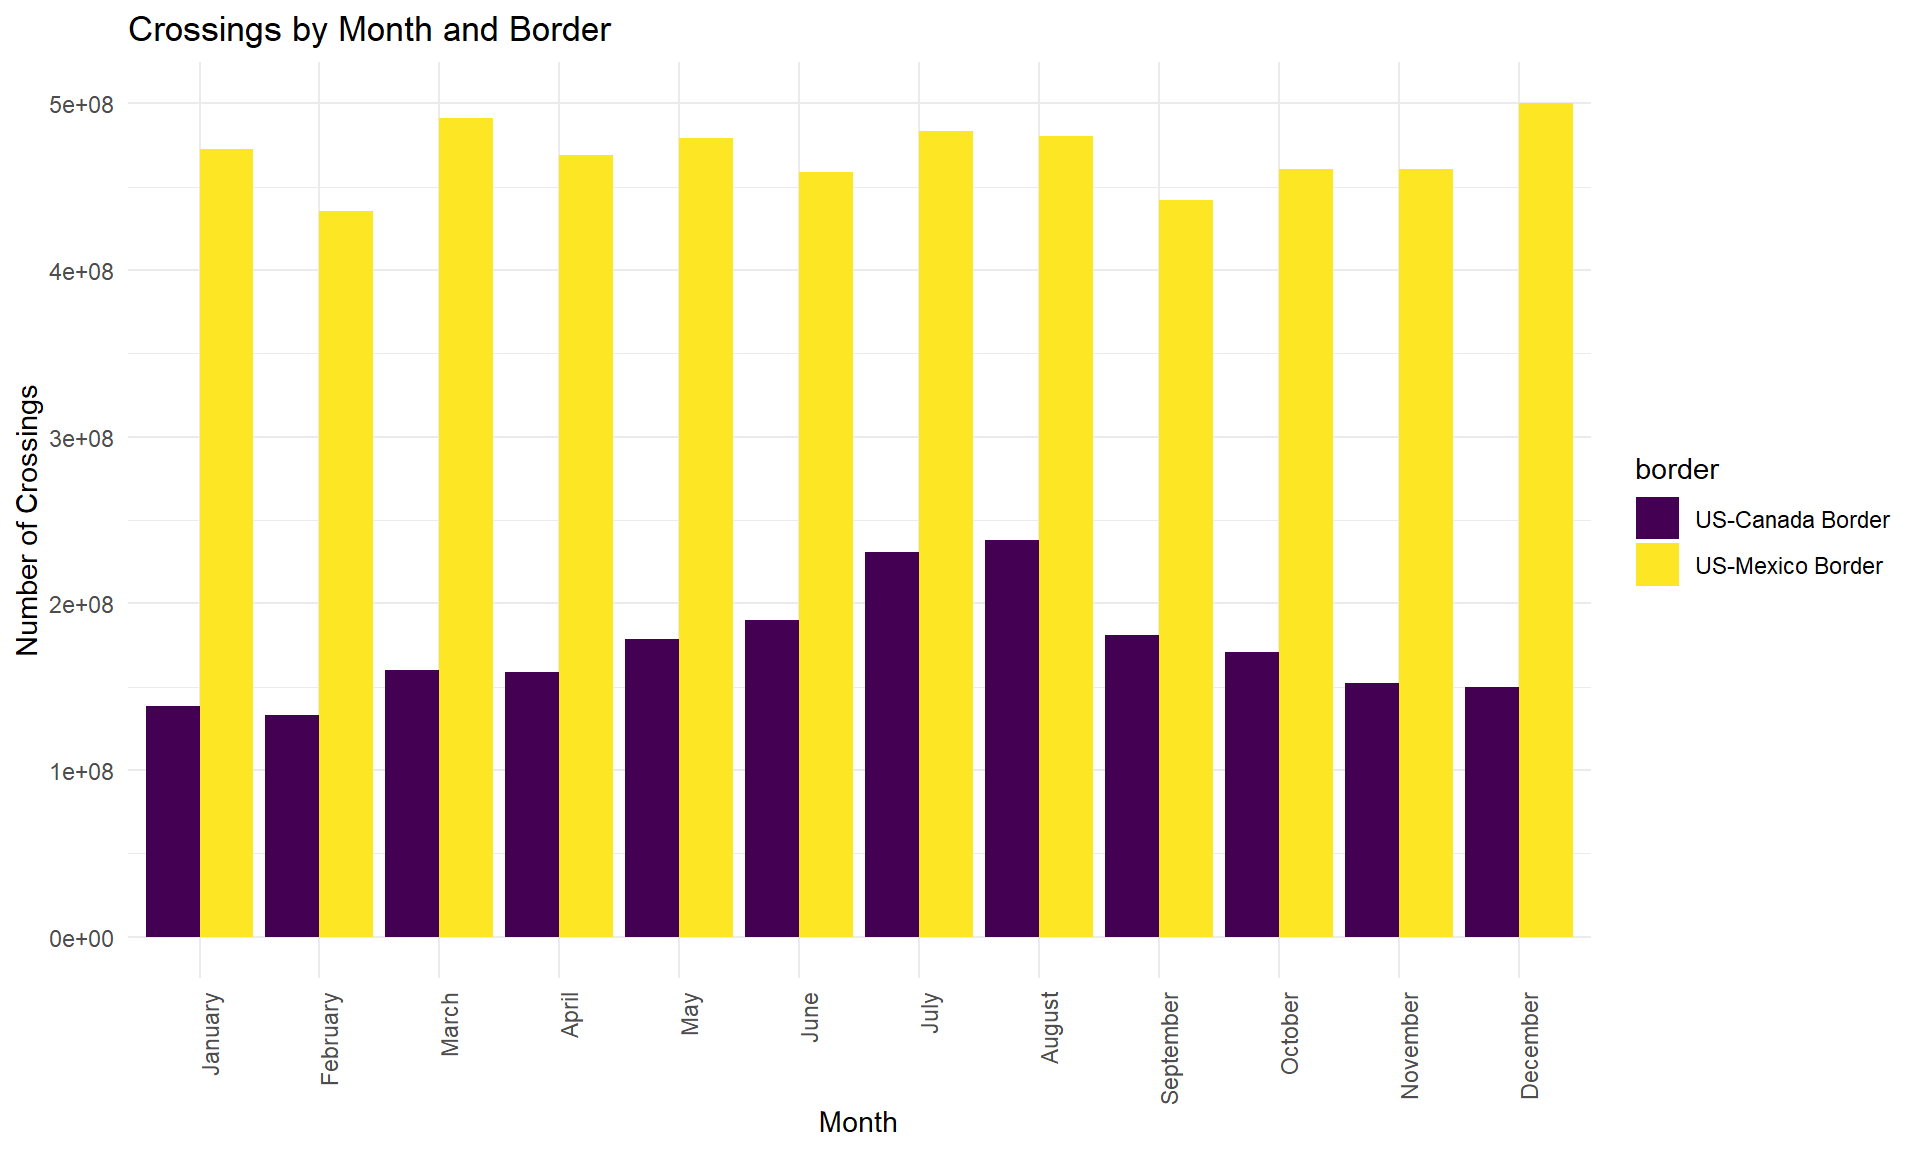 Crossings by Month and Border
Number of Crossings
5e+08
4e+08
3e+08
2e+08
1e+08
0e+00
January
February
March
April
May
June
July
August
September
October
November
December
Month
border
US-Canada Border
US-Mexico Border